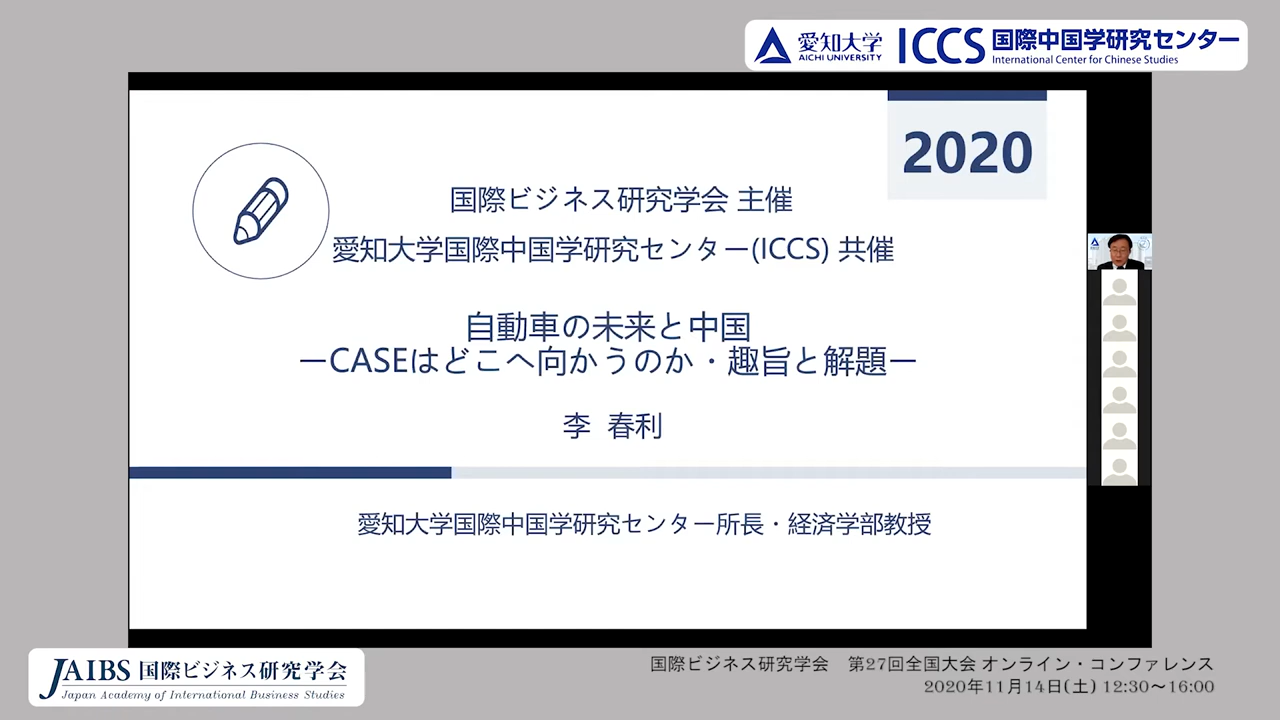 愛知大学
AICHI UNIVERSITY
ICCS 国際中国学研究センター
International Center for Chinese Studies
2020
国際ビジネス研究学会 主催
愛知大学国際中国学研究センター(ICCS) 共催
自動車の未来と中国
ーCASEはどこへ向かうのか・趣旨と解題ー
李 春利
愛知大学国際中国学研究センター所長・経済学部教授
JAIBS 国際ビジネス研究学会
Japan Academy of International Business Studies
国際ビジネス研究学会 第27回全国大会 オンライン・コンファレンス
2020年11月14日(土) 12:30～16:00